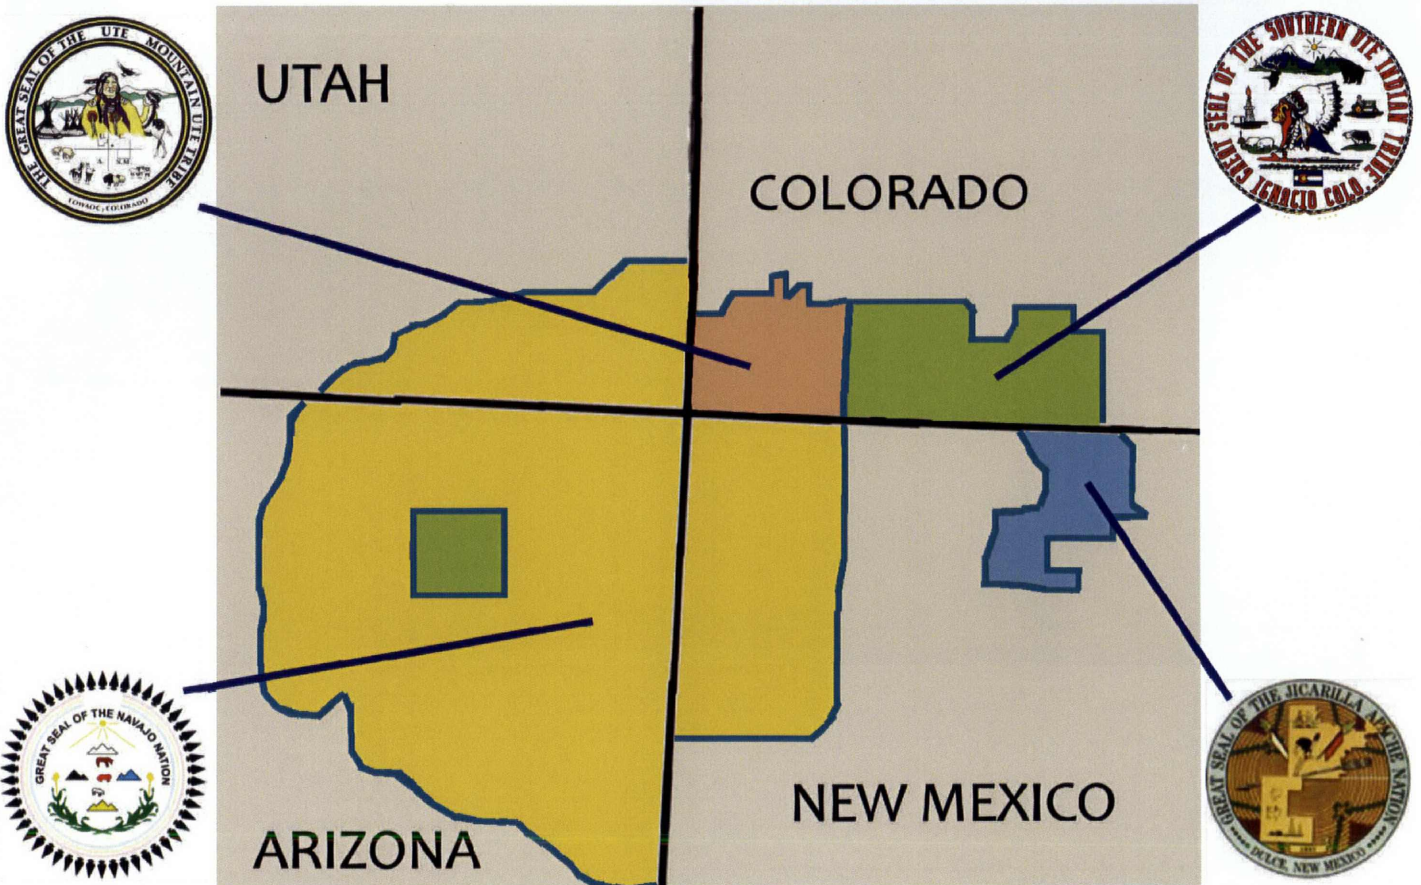 THE GREAT SEAL OF THE UTE MOUNTAIN UTE TRIBE
TOWAOC, COLORADO
UTAH
COLORADO
GREAT SEAL OF THE SOUTHERN UTE INDIAN TRIBE
IGNACIO COLO.
GREAT SEAL OF THE NAVAJO NATION
ARIZONA
NEW MEXICO
GREAT SEAL OF THE JICARILLA APACHE NATION
DULCE, NEW MEXICO